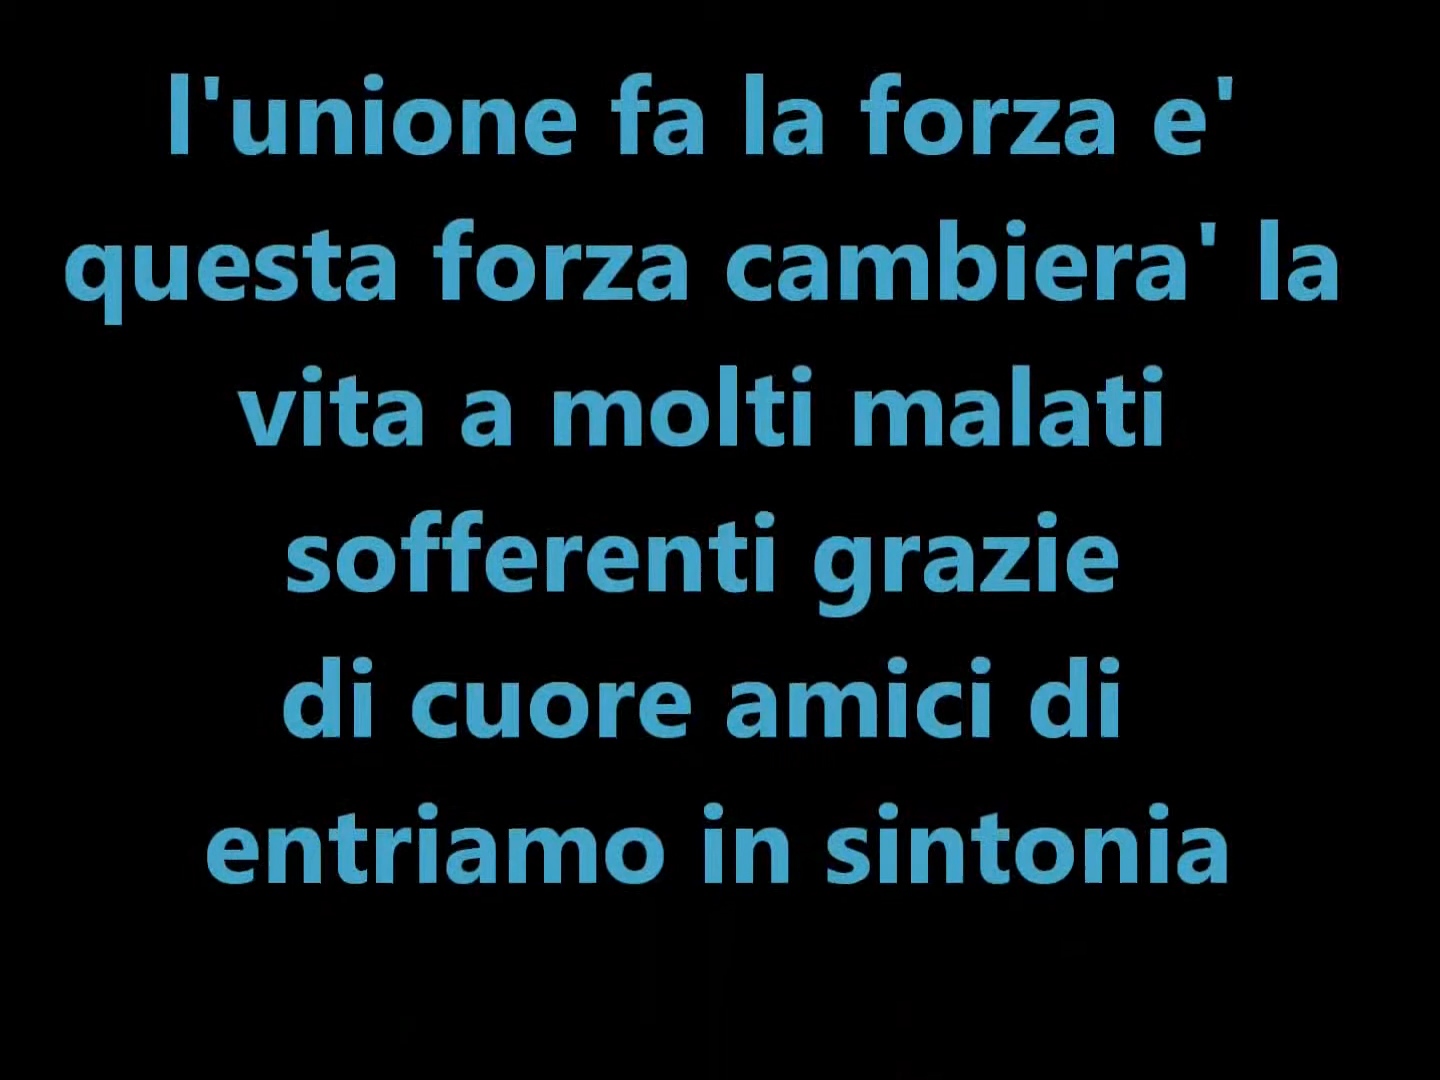 l'unione fa la forza e'
questa forza cambiera' la
vita a molti malati
sofferenti grazie
di cuore amici di
entriamo in sintonia